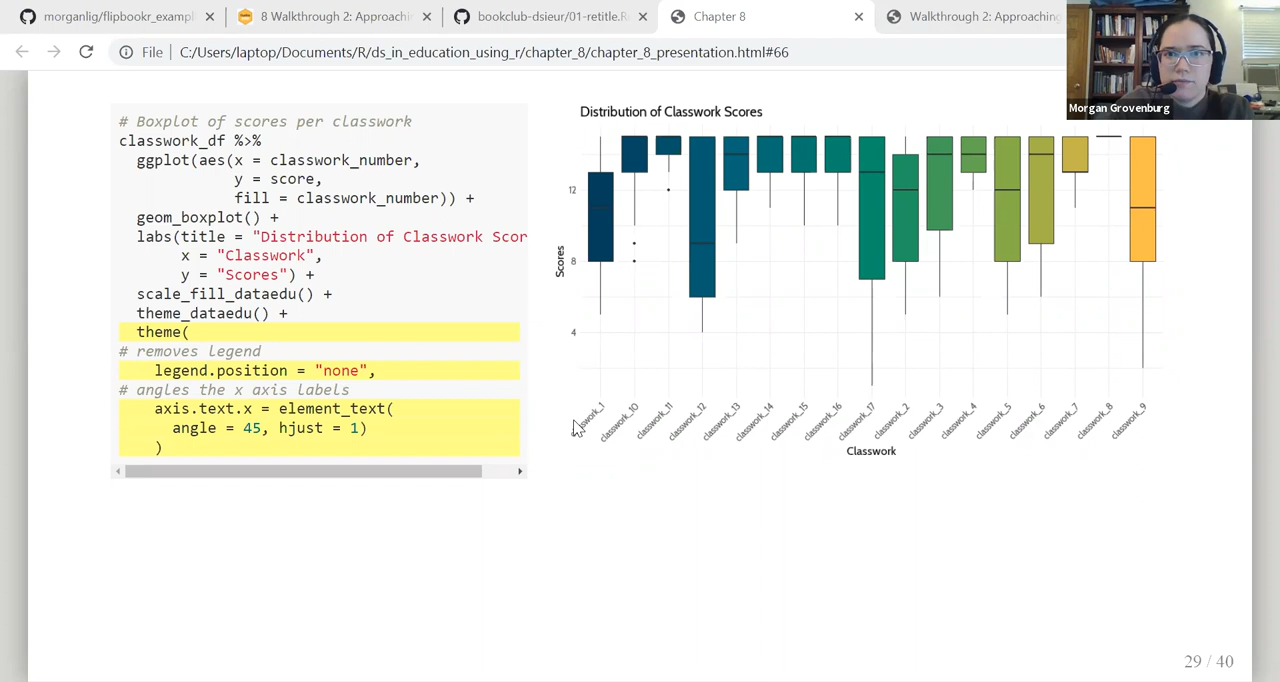 morganlig/flipbookr_exampl
8 Walkthrough 2: Approachin
bookclub-dsieur/01-retitle.R
Chapter 8
Walkthrough 2: Approaching
File
C:/Users/laptop/Documents/R/ds_in_education_using_r/chapter_8/chapter_8_presentation.html#66
Morgan Grovenburg
# Boxplot of scores per classwork
classwork_df %>%
ggplot(aes(x = classwork_number,
y = score,
fill = classwork_number)) +
geom_boxplot() +
labs(title = "Distribution of Classwork Scor
x = "Classwork",
y = "Scores") +
scale_fill_dataedu() +
theme_dataedu() +
theme(
# removes legend
legend.position = "none",
# angles the x axis labels
axis.text.x = element_text(
angle = 45, hjust = 1)
)
Distribution of Classwork Scores
12
8
4
Scores
classwork_1
classwork_10
classwork_11
classwork_12
classwork_13
classwork_14
classwork_15
classwork_16
classwork_17
classwork_2
classwork_3
classwork_4
classwork_5
classwork_6
classwork_7
classwork_8
classwork_9
Classwork
29 / 40